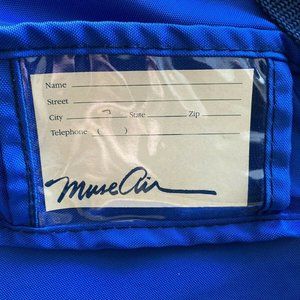 Name
Street
City State Zip
Telephone ( )
Muse Air